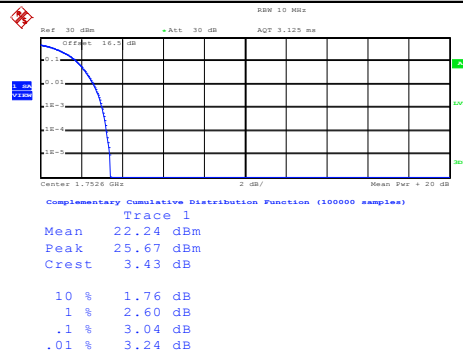 RBW 10 MHz
Ref 30 dBm Att 30 dB AQT 3.125 ms
Offset 16.5 dB
0.1
0.01
1E-3
1E-4
1E-5
1 SA
VIEW
A
LV
3D
Center 1.7526 GHz 2 dB/ Mean Pwr + 20 dB
Complementary Cumulative Distribution Function (100000 samples)
Trace 1
Mean 22.24 dBm
Peak 25.67 dBm
Crest 3.43 dB
10 % 1.76 dB
1 % 2.60 dB
.1 % 3.04 dB
.01 % 3.24 dB